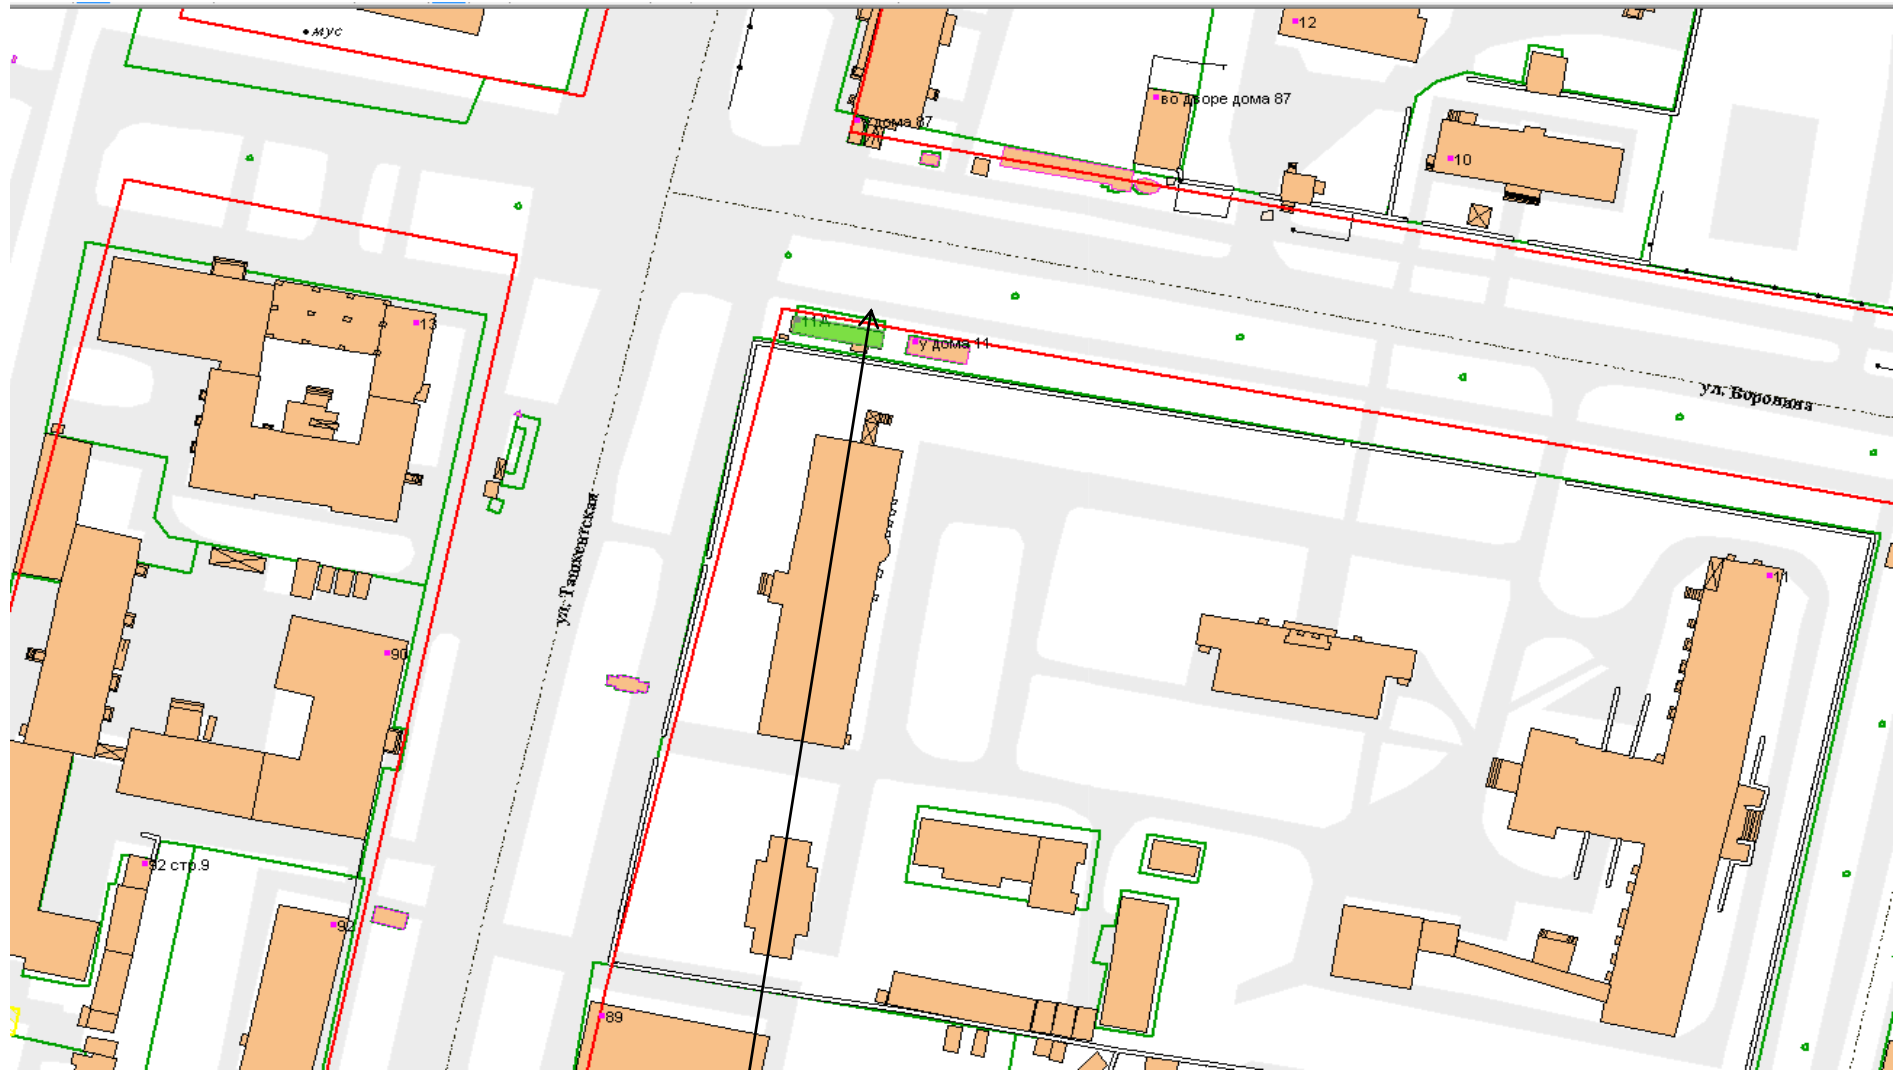 мус
12
во дворе дома 87
у дома 87
10
13
11А
у дома 11
ул. Воронина
ул. Ташкентская
11
90
92 стр.9
92
89